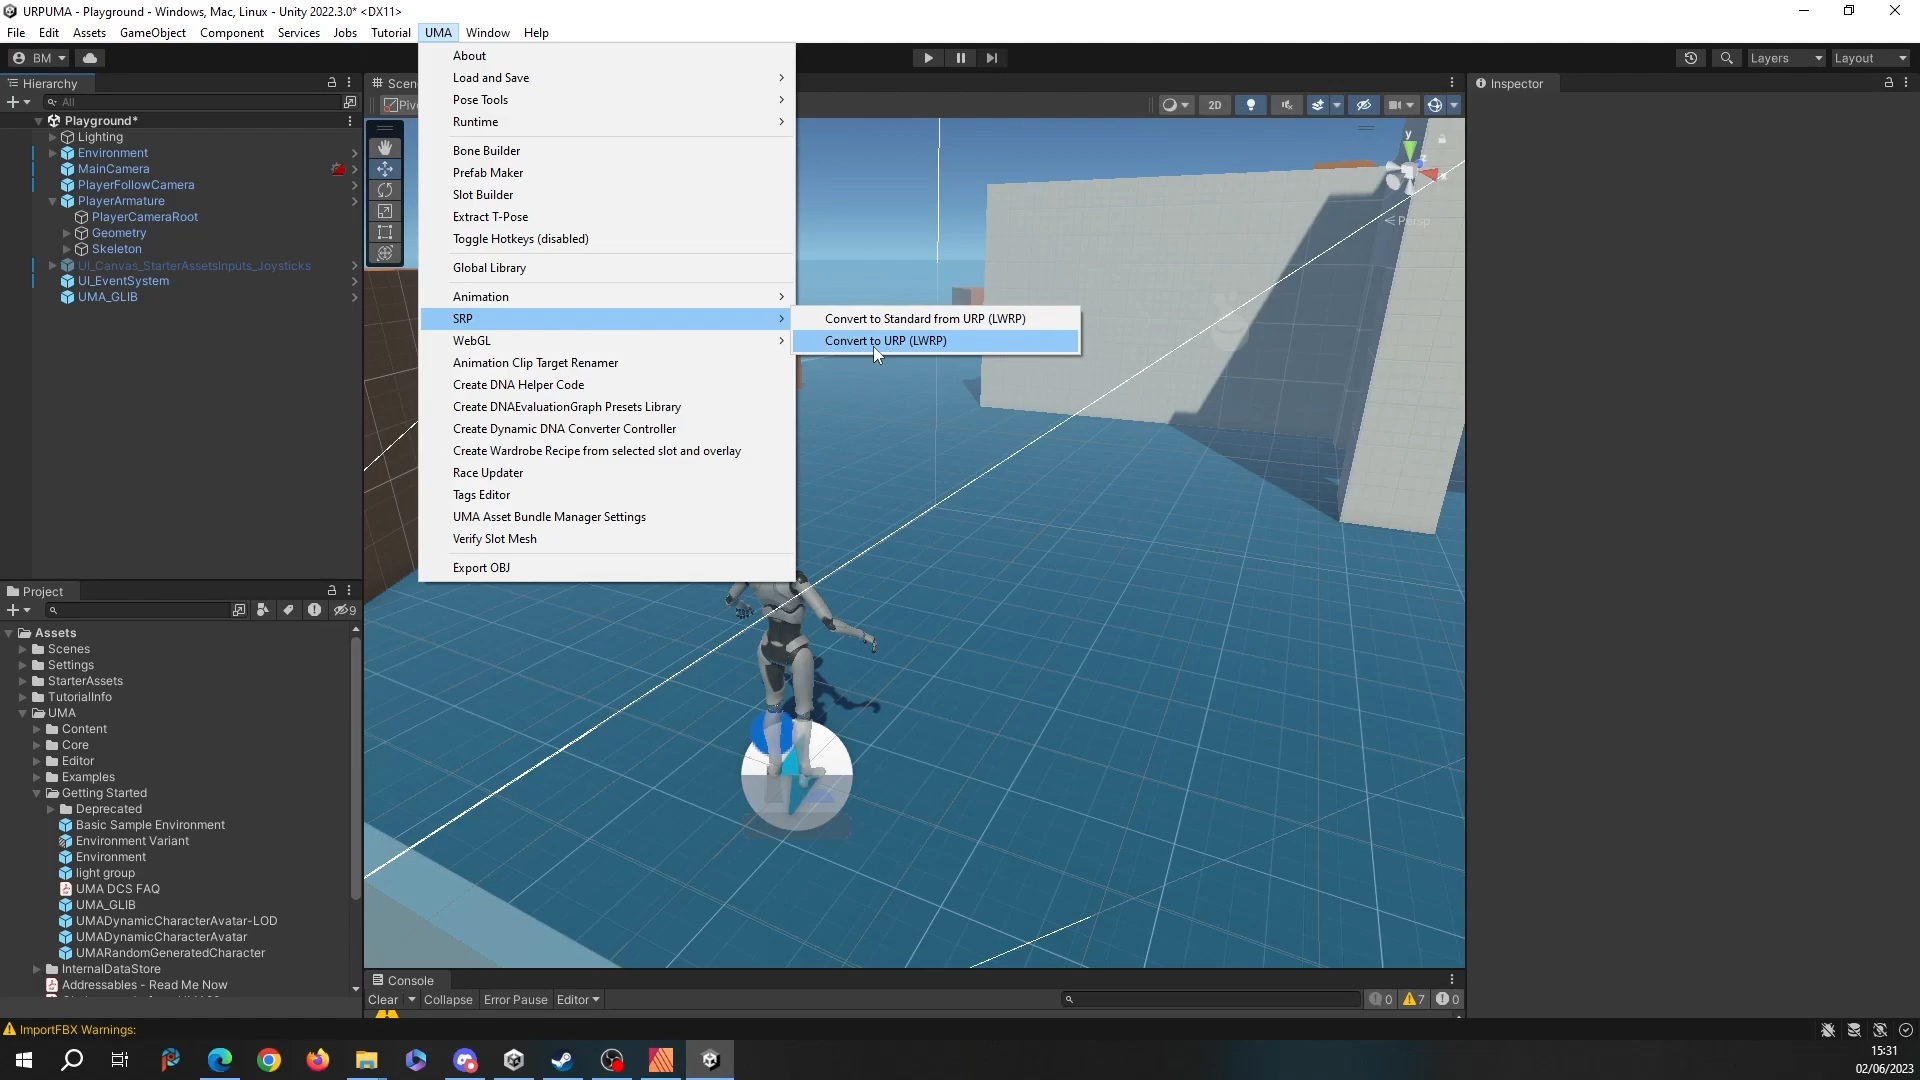 URPUMA - Playground - Windows, Mac, Linux - Unity 2022.3.0* <DX11>
File Edit Assets GameObject Component Services Jobs Tutorial UMA Window Help
BM
Layers
Layout
Hierarchy
All
Playground*
Lighting
Environment
MainCamera
PlayerFollowCamera
PlayerArmature
PlayerCameraRoot
Geometry
Skeleton
UI_Canvas_StarterAssetsInputs_Joysticks
UI_EventSystem
UMA_GLIB
About
Load and Save
Pose Tools
Runtime
Bone Builder
Prefab Maker
Slot Builder
Extract T-Pose
Toggle Hotkeys (disabled)
Global Library
Animation
SRP
WebGL
Animation Clip Target Renamer
Create DNA Helper Code
Create DNAEvaluationGraph Presets Library
Create Dynamic DNA Converter Controller
Create Wardrobe Recipe from selected slot and overlay
Race Updater
Tags Editor
UMA Asset Bundle Manager Settings
Verify Slot Mesh
Export OBJ
Convert to Standard from URP (LWRP)
Convert to URP (LWRP)
2D
y
Persp
Inspector
Project
9
Assets
Scenes
Settings
StarterAssets
TutorialInfo
UMA
Content
Core
Editor
Examples
Getting Started
Deprecated
Basic Sample Environment
Environment Variant
Environment
light group
UMA DCS FAQ
UMA_GLIB
UMADynamicCharacterAvatar-LOD
UMADynamicCharacterAvatar
UMARandomGeneratedCharacter
InternalDataStore
Addressables - Read Me Now
Console
Clear Collapse Error Pause Editor
0 7 0
ImportFBX Warnings:
15:31
02/06/2023